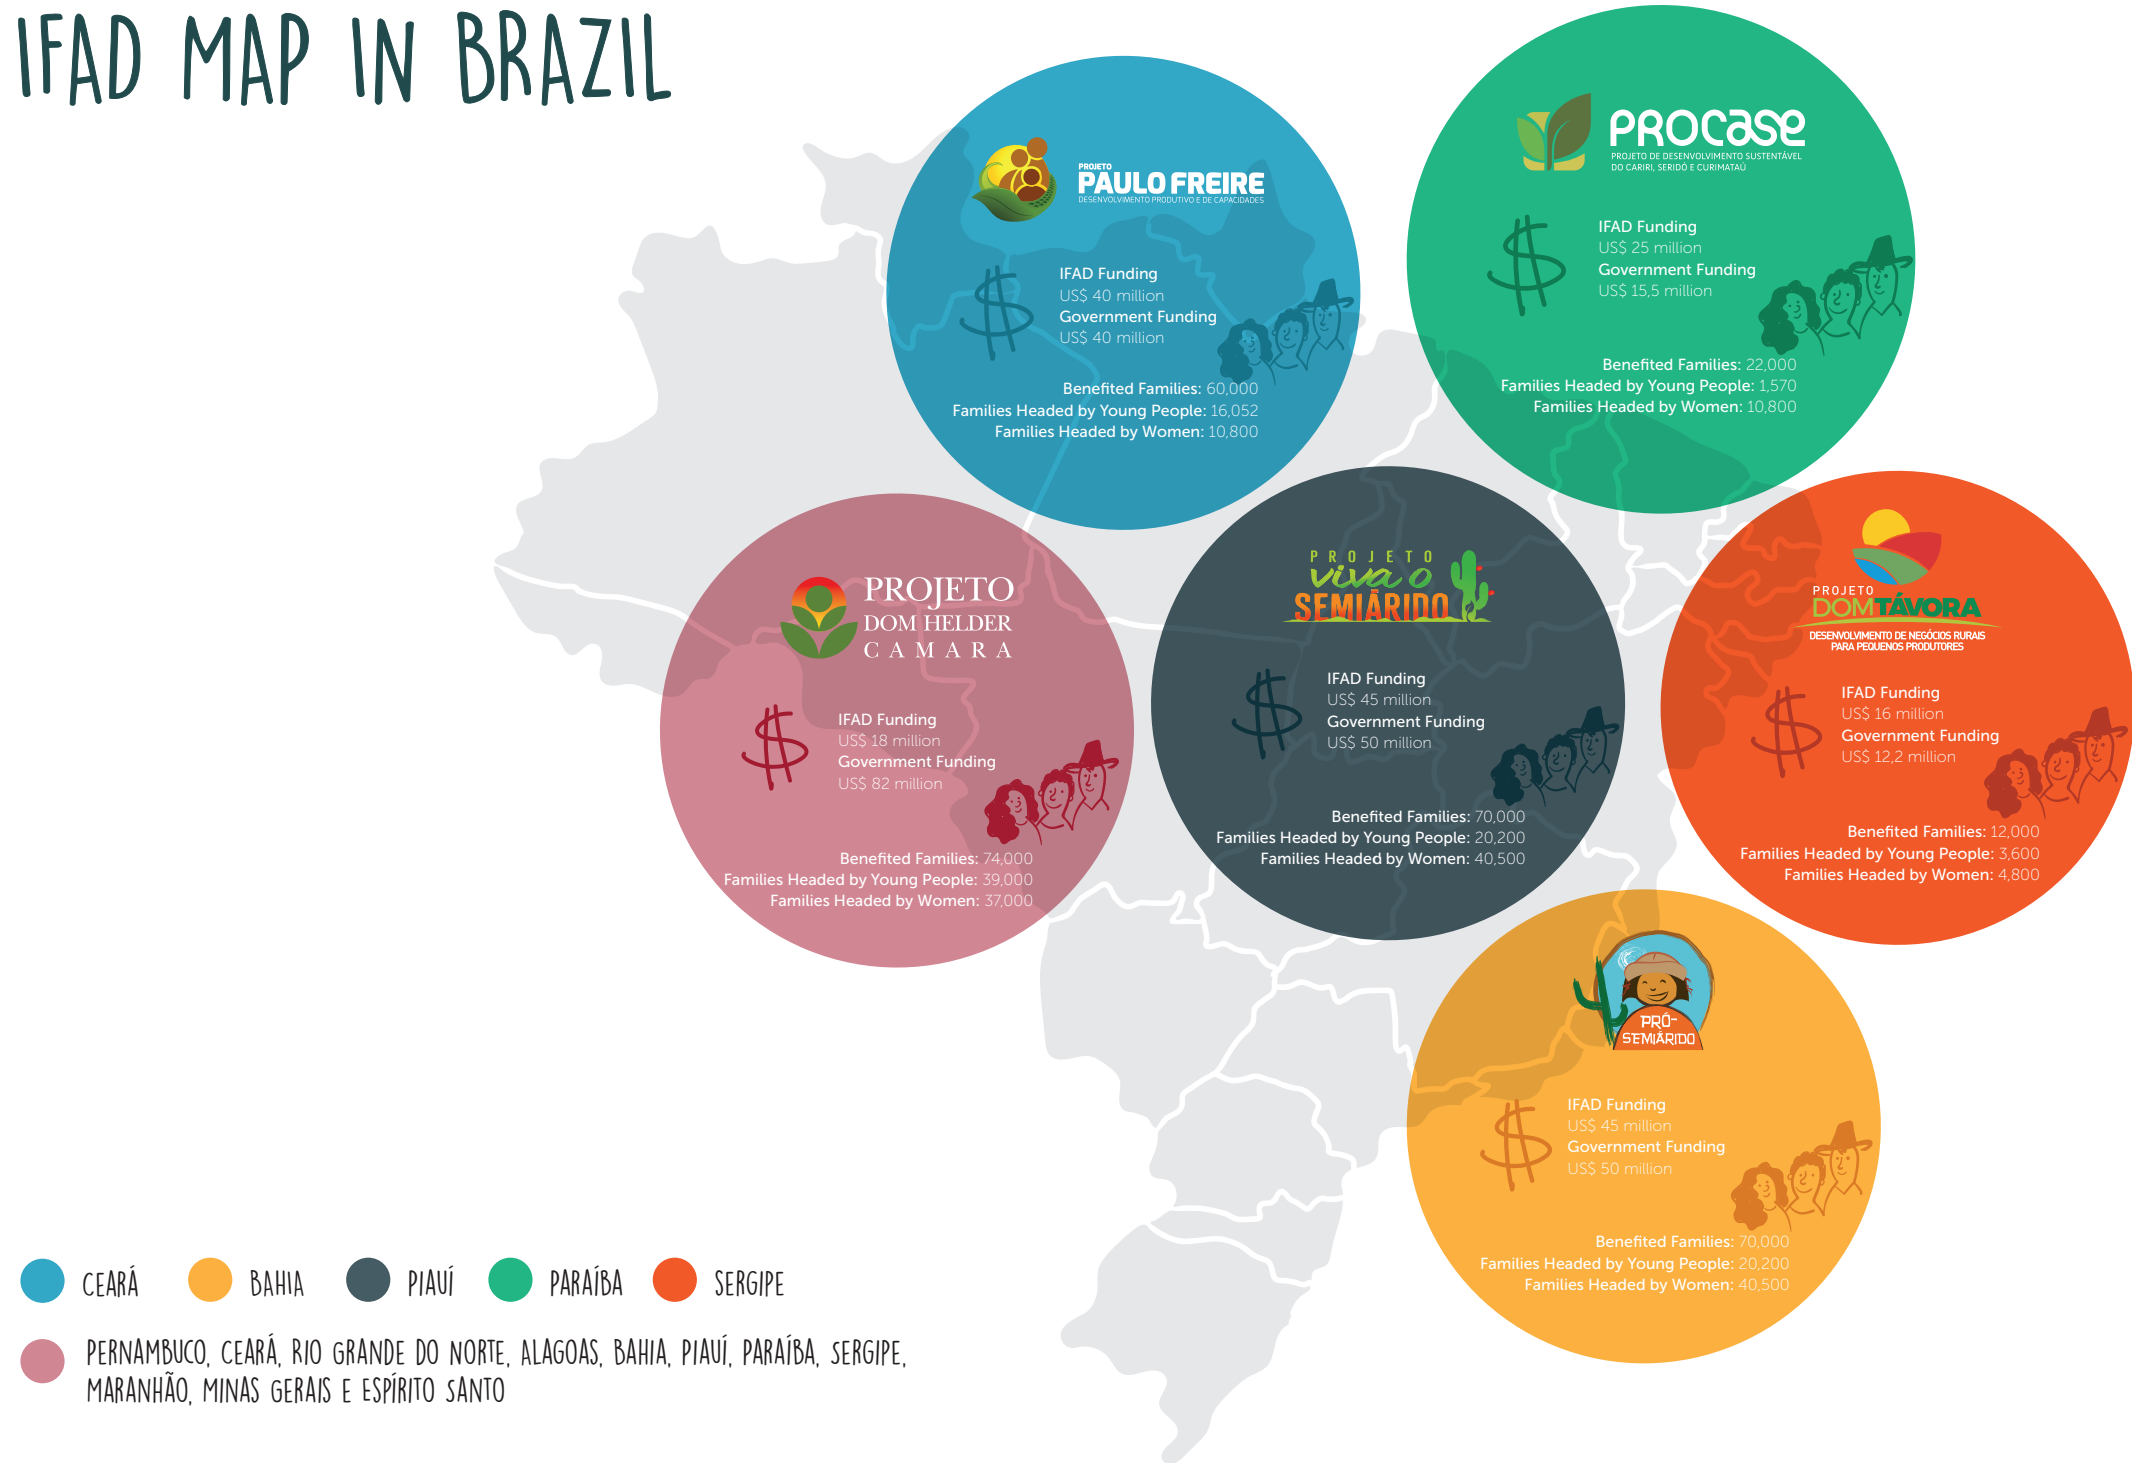 IFAD MAP IN BRAZIL
PROJETO
PAULO FREIRE
DESENVOLVIMENTO PRODUTIVO E DE CAPACIDADES
IFAD Funding
US$ 40 million
Government Funding
US$ 40 million
Benefited Families: 60,000
Families Headed by Young People: 16,052
Families Headed by Women: 10,800
PROCASE
PROJETO DE DESENVOLVIMENTO SUSTENTÁVEL
DO CARIRI, SERIDÓ E CURIMATAÚ
IFAD Funding
US$ 25 million
Government Funding
US$ 15,5 million
Benefited Families: 22,000
Families Headed by Young People: 1,570
Families Headed by Women: 10,800
PROJETO
DOM HELDER
CAMARA
IFAD Funding
US$ 18 million
Government Funding
US$ 82 million
Benefited Families: 74,000
Families Headed by Young People: 39,000
Families Headed by Women: 37,000
PROJETO
viva o
SEMIÁRIDO
IFAD Funding
US$ 45 million
Government Funding
US$ 50 million
Benefited Families: 70,000
Families Headed by Young People: 20,200
Families Headed by Women: 40,500
PROJETO
DOM TÁVORA
DESENVOLVIMENTO DE NEGÓCIOS RURAIS
PARA PEQUENOS PRODUTORES
IFAD Funding
US$ 16 million
Government Funding
US$ 12,2 million
Benefited Families: 12,000
Families Headed by Young People: 3,600
Families Headed by Women: 4,800
PRÓ-
SEMIÁRIDO
IFAD Funding
US$ 45 million
Government Funding
US$ 50 million
Benefited Families: 70,000
Families Headed by Young People: 20,200
Families Headed by Women: 40,500
CEARÁ BAHIA PIAUÍ PARAÍBA SERGIPE
PERNAMBUCO, CEARÁ, RIO GRANDE DO NORTE, ALAGOAS, BAHIA, PIAUÍ, PARAÍBA, SERGIPE,
MARANHÃO, MINAS GERAIS E ESPÍRITO SANTO